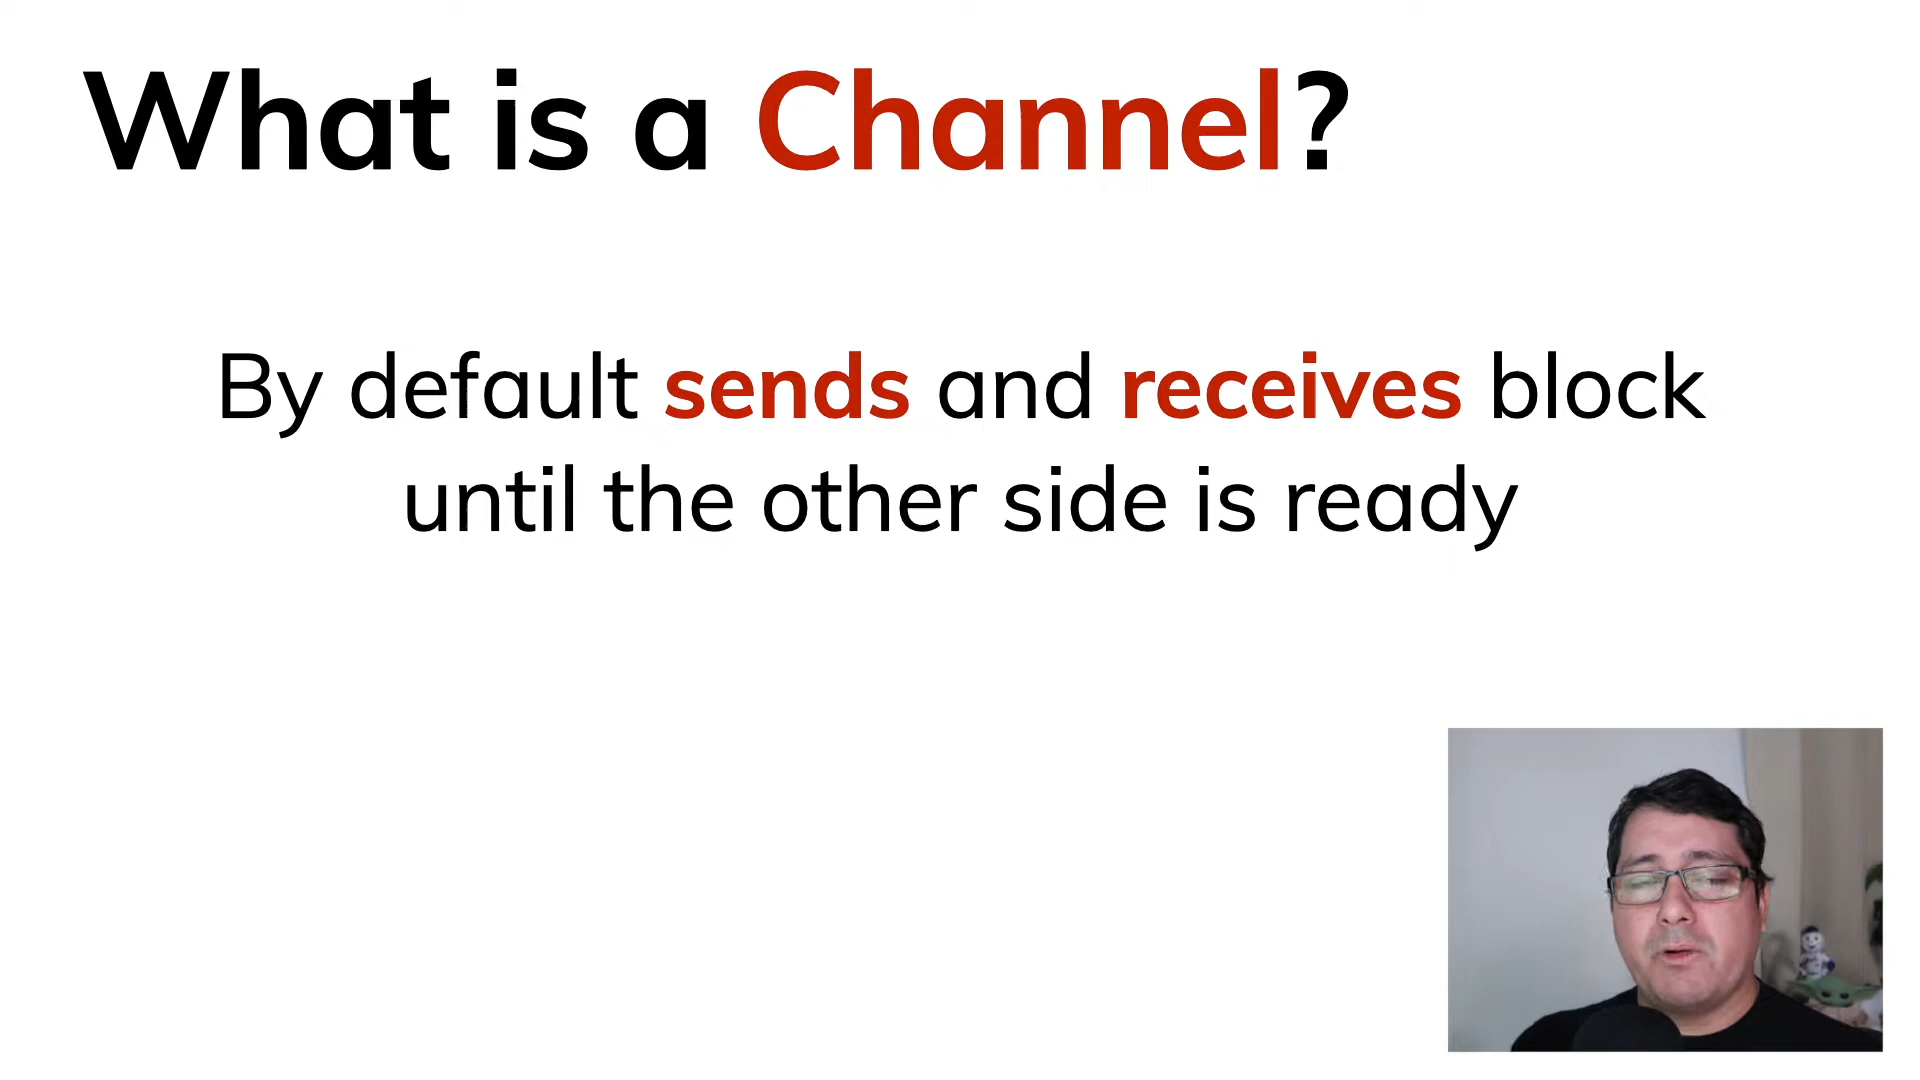 What is a Channel?
By default sends and receives block
until the other side is ready